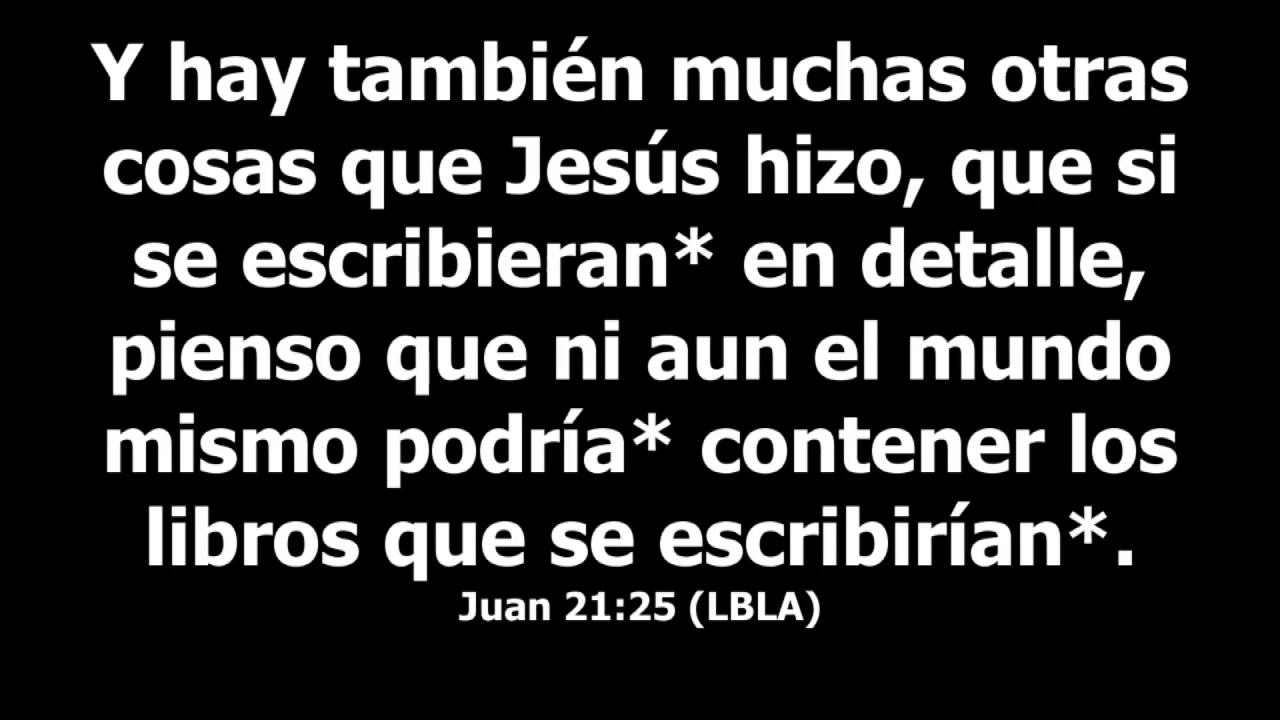 Y hay también muchas otras
cosas que Jesús hizo, que si
se escribieran* en detalle,
pienso que ni aun el mundo
mismo podría* contener los
libros que se escribirían*.
Juan 21:25 (LBLA)